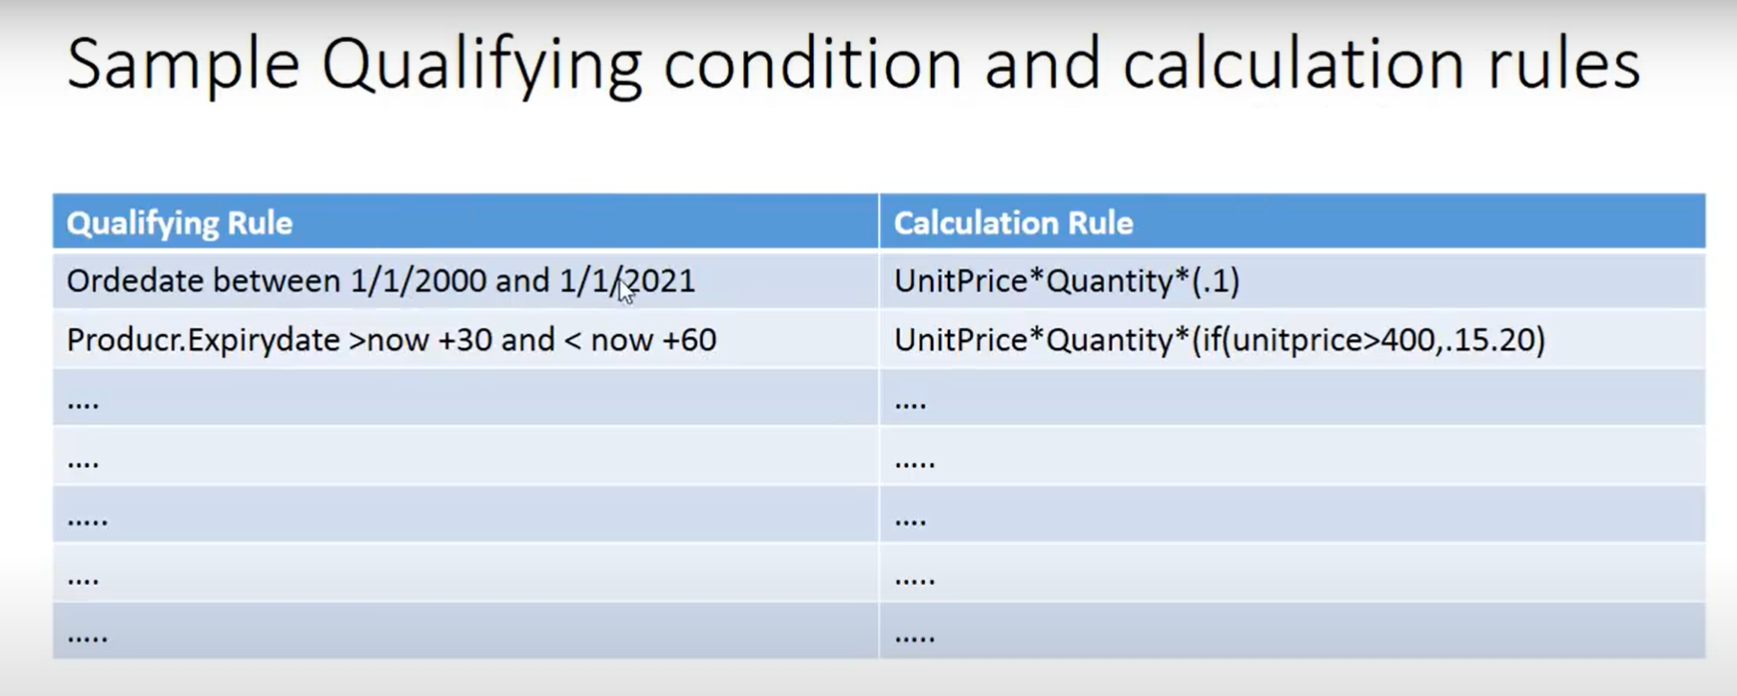 Sample Qualifying condition and calculation rules
Qualifying Rule
Calculation Rule
Ordedate between 1/1/2000 and 1/1/2021
UnitPrice*Quantity*(.1)
Producr.Expirydate >now +30 and < now +60
UnitPrice*Quantity*(if(unitprice>400,.15.20)
....
....
....
.....
.....
....
....
.....
.....
.....